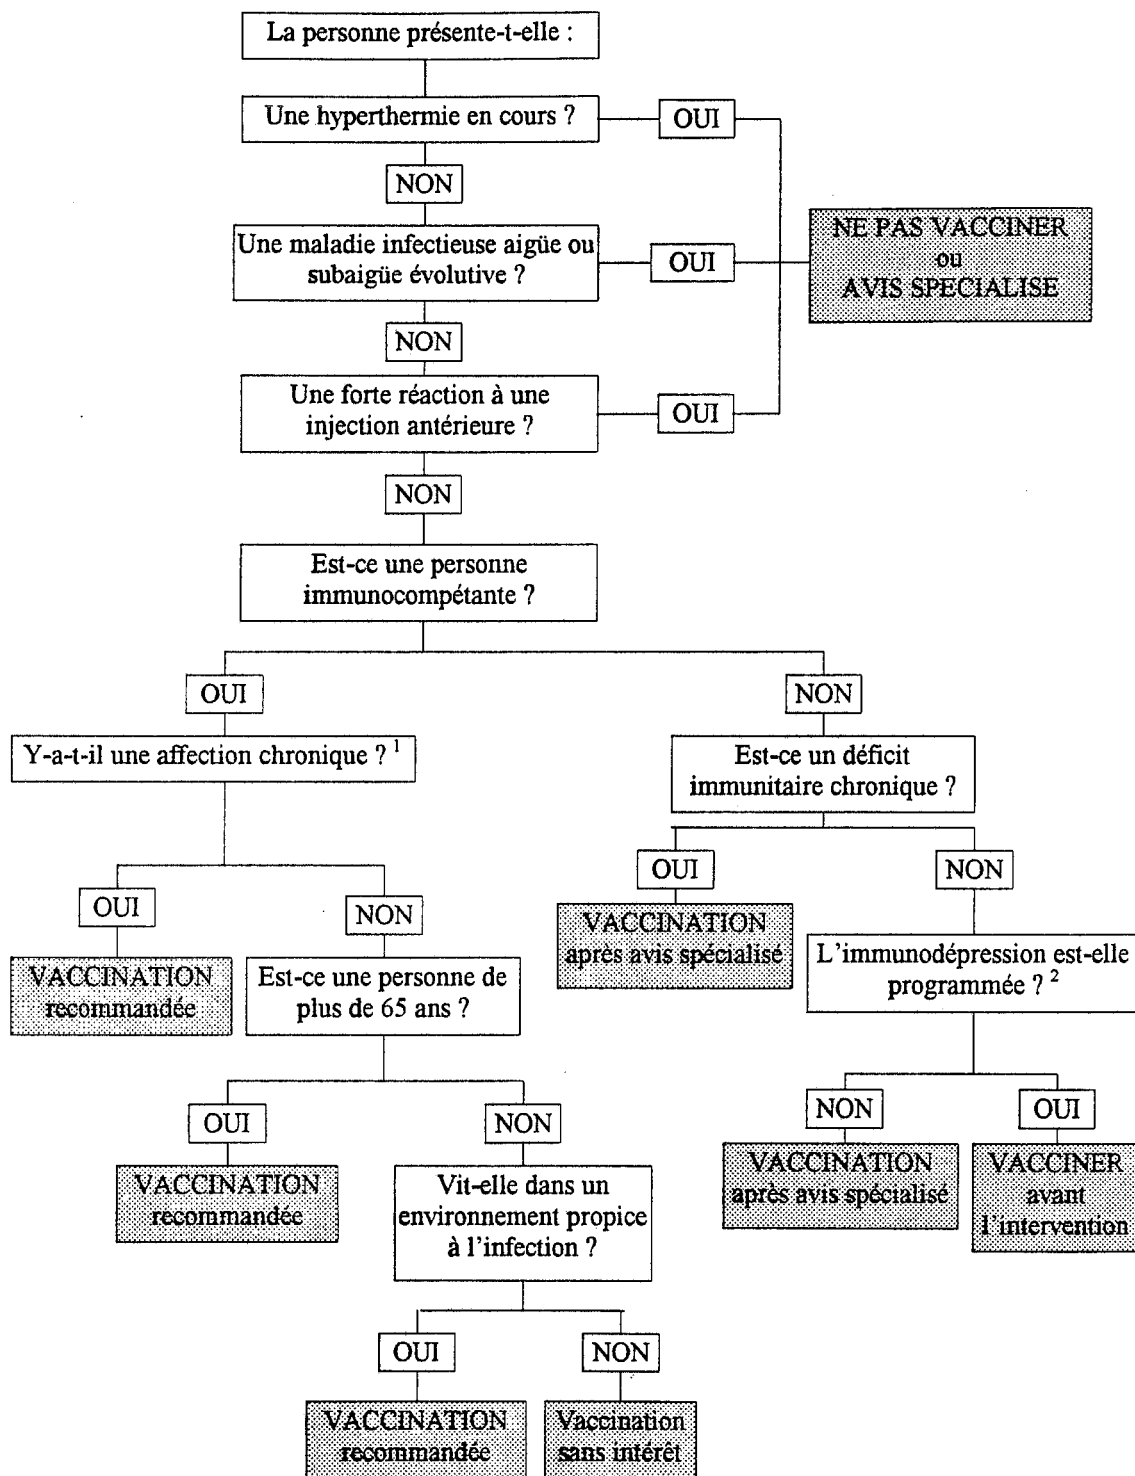 La personne présente-t-elle :
Une hyperthermie en cours ?
OUI
NON
Une maladie infectieuse aigüe ou
subaigüe évolutive ?
OUI
NE PAS VACCINER
ou
AVIS SPECIALISE
NON
Une forte réaction à une
injection antérieure ?
OUI
NON
Est-ce une personne
immunocompétante ?
OUI
NON
Y-a-t-il une affection chronique ? 1
Est-ce un déficit
immunitaire chronique ?
OUI
NON
OUI
NON
VACCINATION
recommandée
Est-ce une personne de
plus de 65 ans ?
VACCINATION
après avis spécialisé
L'immunodépression est-elle
programmée ? 2
OUI
NON
NON
OUI
VACCINATION
recommandée
Vit-elle dans un
environnement propice
à l'infection ?
VACCINATION
après avis spécialisé
VACCINER
avant
l'intervention
OUI
NON
VACCINATION
recommandée
Vaccination
sans intérêt